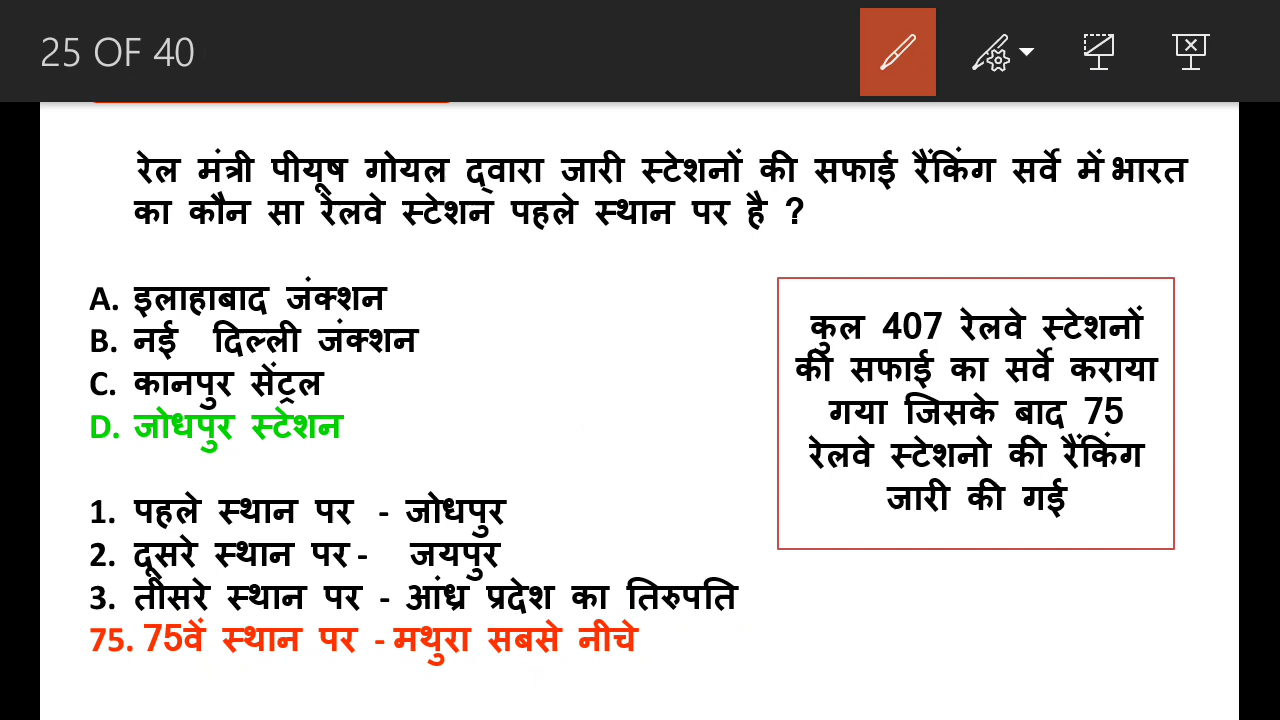 25 OF 40
रेल मंत्री पीयूष गोयल द्वारा जारी स्टेशनों की सफाई रैंकिंग सर्वे में भारत
का कौन सा रेलवे स्टेशन पहले स्थान पर है ?
A. इलाहाबाद जंक्शन
B. नई दिल्ली जंक्शन
C. कानपुर सेंट्रल
D. जोधपुर स्टेशन
1. पहले स्थान पर - जोधपुर
2. दूसरे स्थान पर - जयपुर
3. तीसरे स्थान पर - आंध्र प्रदेश का तिरुपति
75. 75वें स्थान पर - मथुरा सबसे नीचे
कुल 407 रेलवे स्टेशनों
की सफाई का सर्वे कराया
गया जिसके बाद 75
रेलवे स्टेशनो की रैंकिंग
जारी की गई